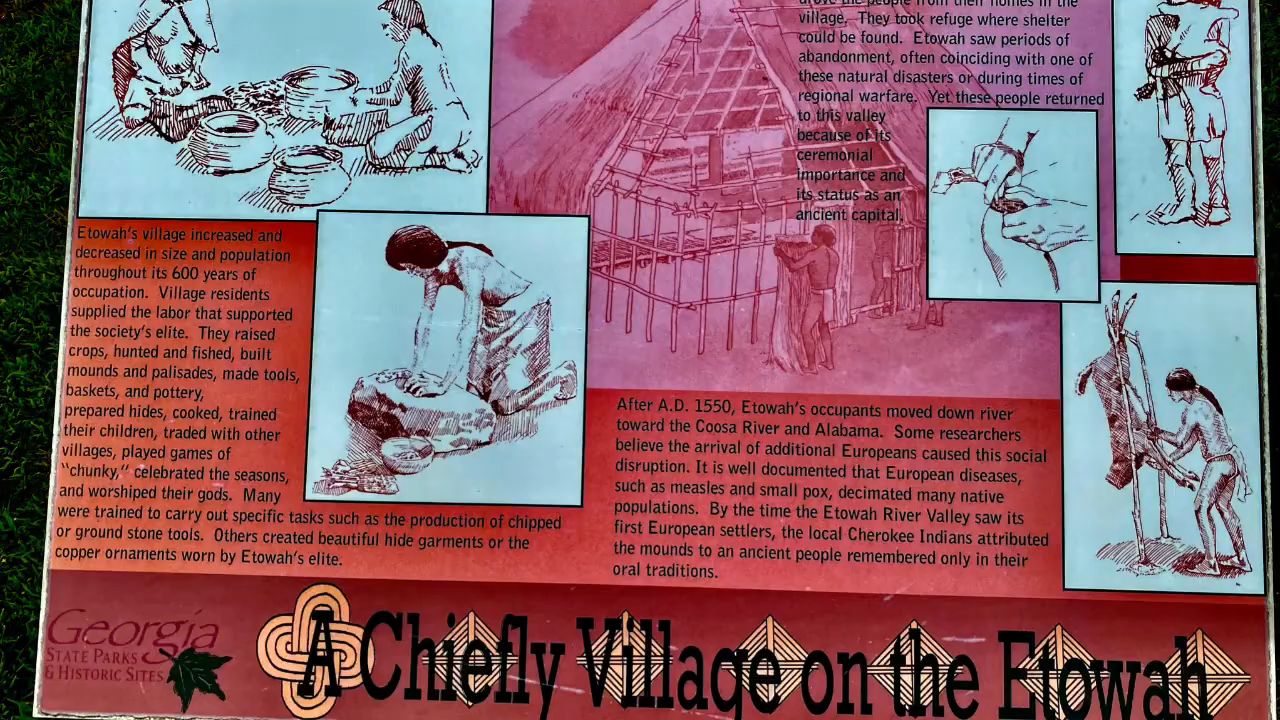 drove the people from their homes in the
village. They took refuge where shelter
could be found. Etowah saw periods of
abandonment, often coinciding with one of
these natural disasters or during times of
regional warfare. Yet these people returned
to this valley
because of its
ceremonial
importance and
its status as an
ancient capital.
Etowah's village increased and
decreased in size and population
throughout its 600 years of
occupation. Village residents
supplied the labor that supported
the society's elite. They raised
crops, hunted and fished, built
mounds and palisades, made tools,
baskets, and pottery,
prepared hides, cooked, trained
their children, traded with other
villages, played games of
"chunky," celebrated the seasons,
and worshiped their gods. Many
were trained to carry out specific tasks such as the production of chipped
or ground stone tools. Others created beautiful hide garments or the
copper ornaments worn by Etowah's elite.
After A.D. 1550, Etowah's occupants moved down river
toward the Coosa River and Alabama. Some researchers
believe the arrival of additional Europeans caused this social
disruption. It is well documented that European diseases,
such as measles and small pox, decimated many native
populations. By the time the Etowah River Valley saw its
first European settlers, the local Cherokee Indians attributed
the mounds to an ancient people remembered only in their
oral traditions.
Georgia
STATE PARKS
& HISTORIC SITES
A Chiefly Village on the Etowah